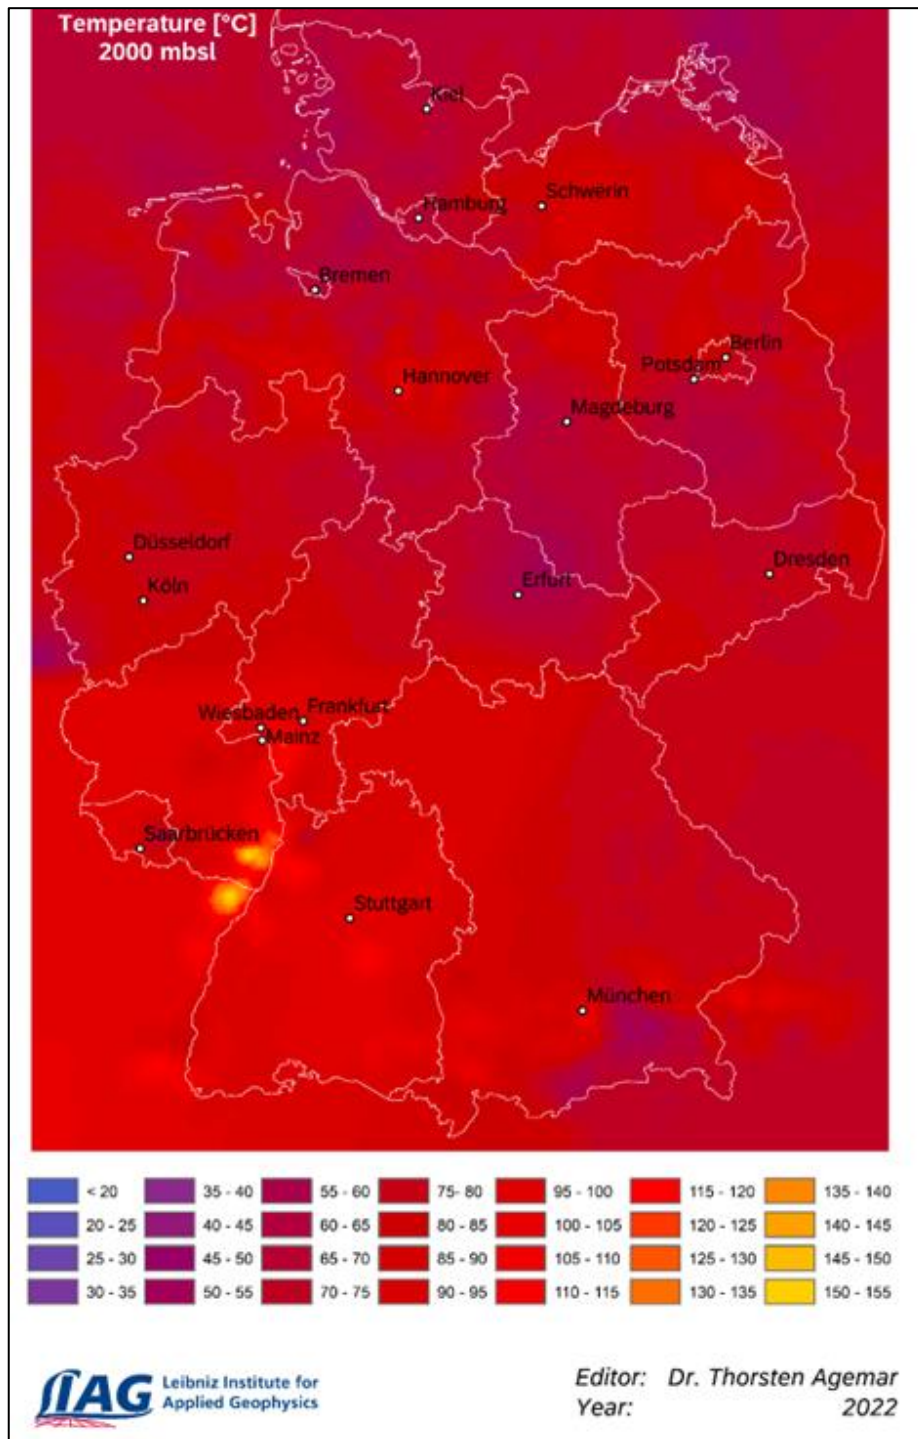 Temperature [°C]
2000 mbsl
Kiel
Schwerin
Hamburg
Bremen
Berlin
Potsdam
Hannover
Magdeburg
Düsseldorf
Köln
Erfurt
Dresden
Wiesbaden
Frankfurt
Mainz
Saarbrücken
Stuttgart
München
< 20 35 - 40 55 - 60 75- 80 95 - 100 115 - 120 135 - 140
20 - 25 40 - 45 60 - 65 80 - 85 100 - 105 120 - 125 140 - 145
25 - 30 45 - 50 65 - 70 85 - 90 105 - 110 125 - 130 145 - 150
30 - 35 50 - 55 70 - 75 90 - 95 110 - 115 130 - 135 150 - 155
LIAG Leibniz Institute for
Applied Geophysics
Editor: Dr. Thorsten Agemar
Year: 2022